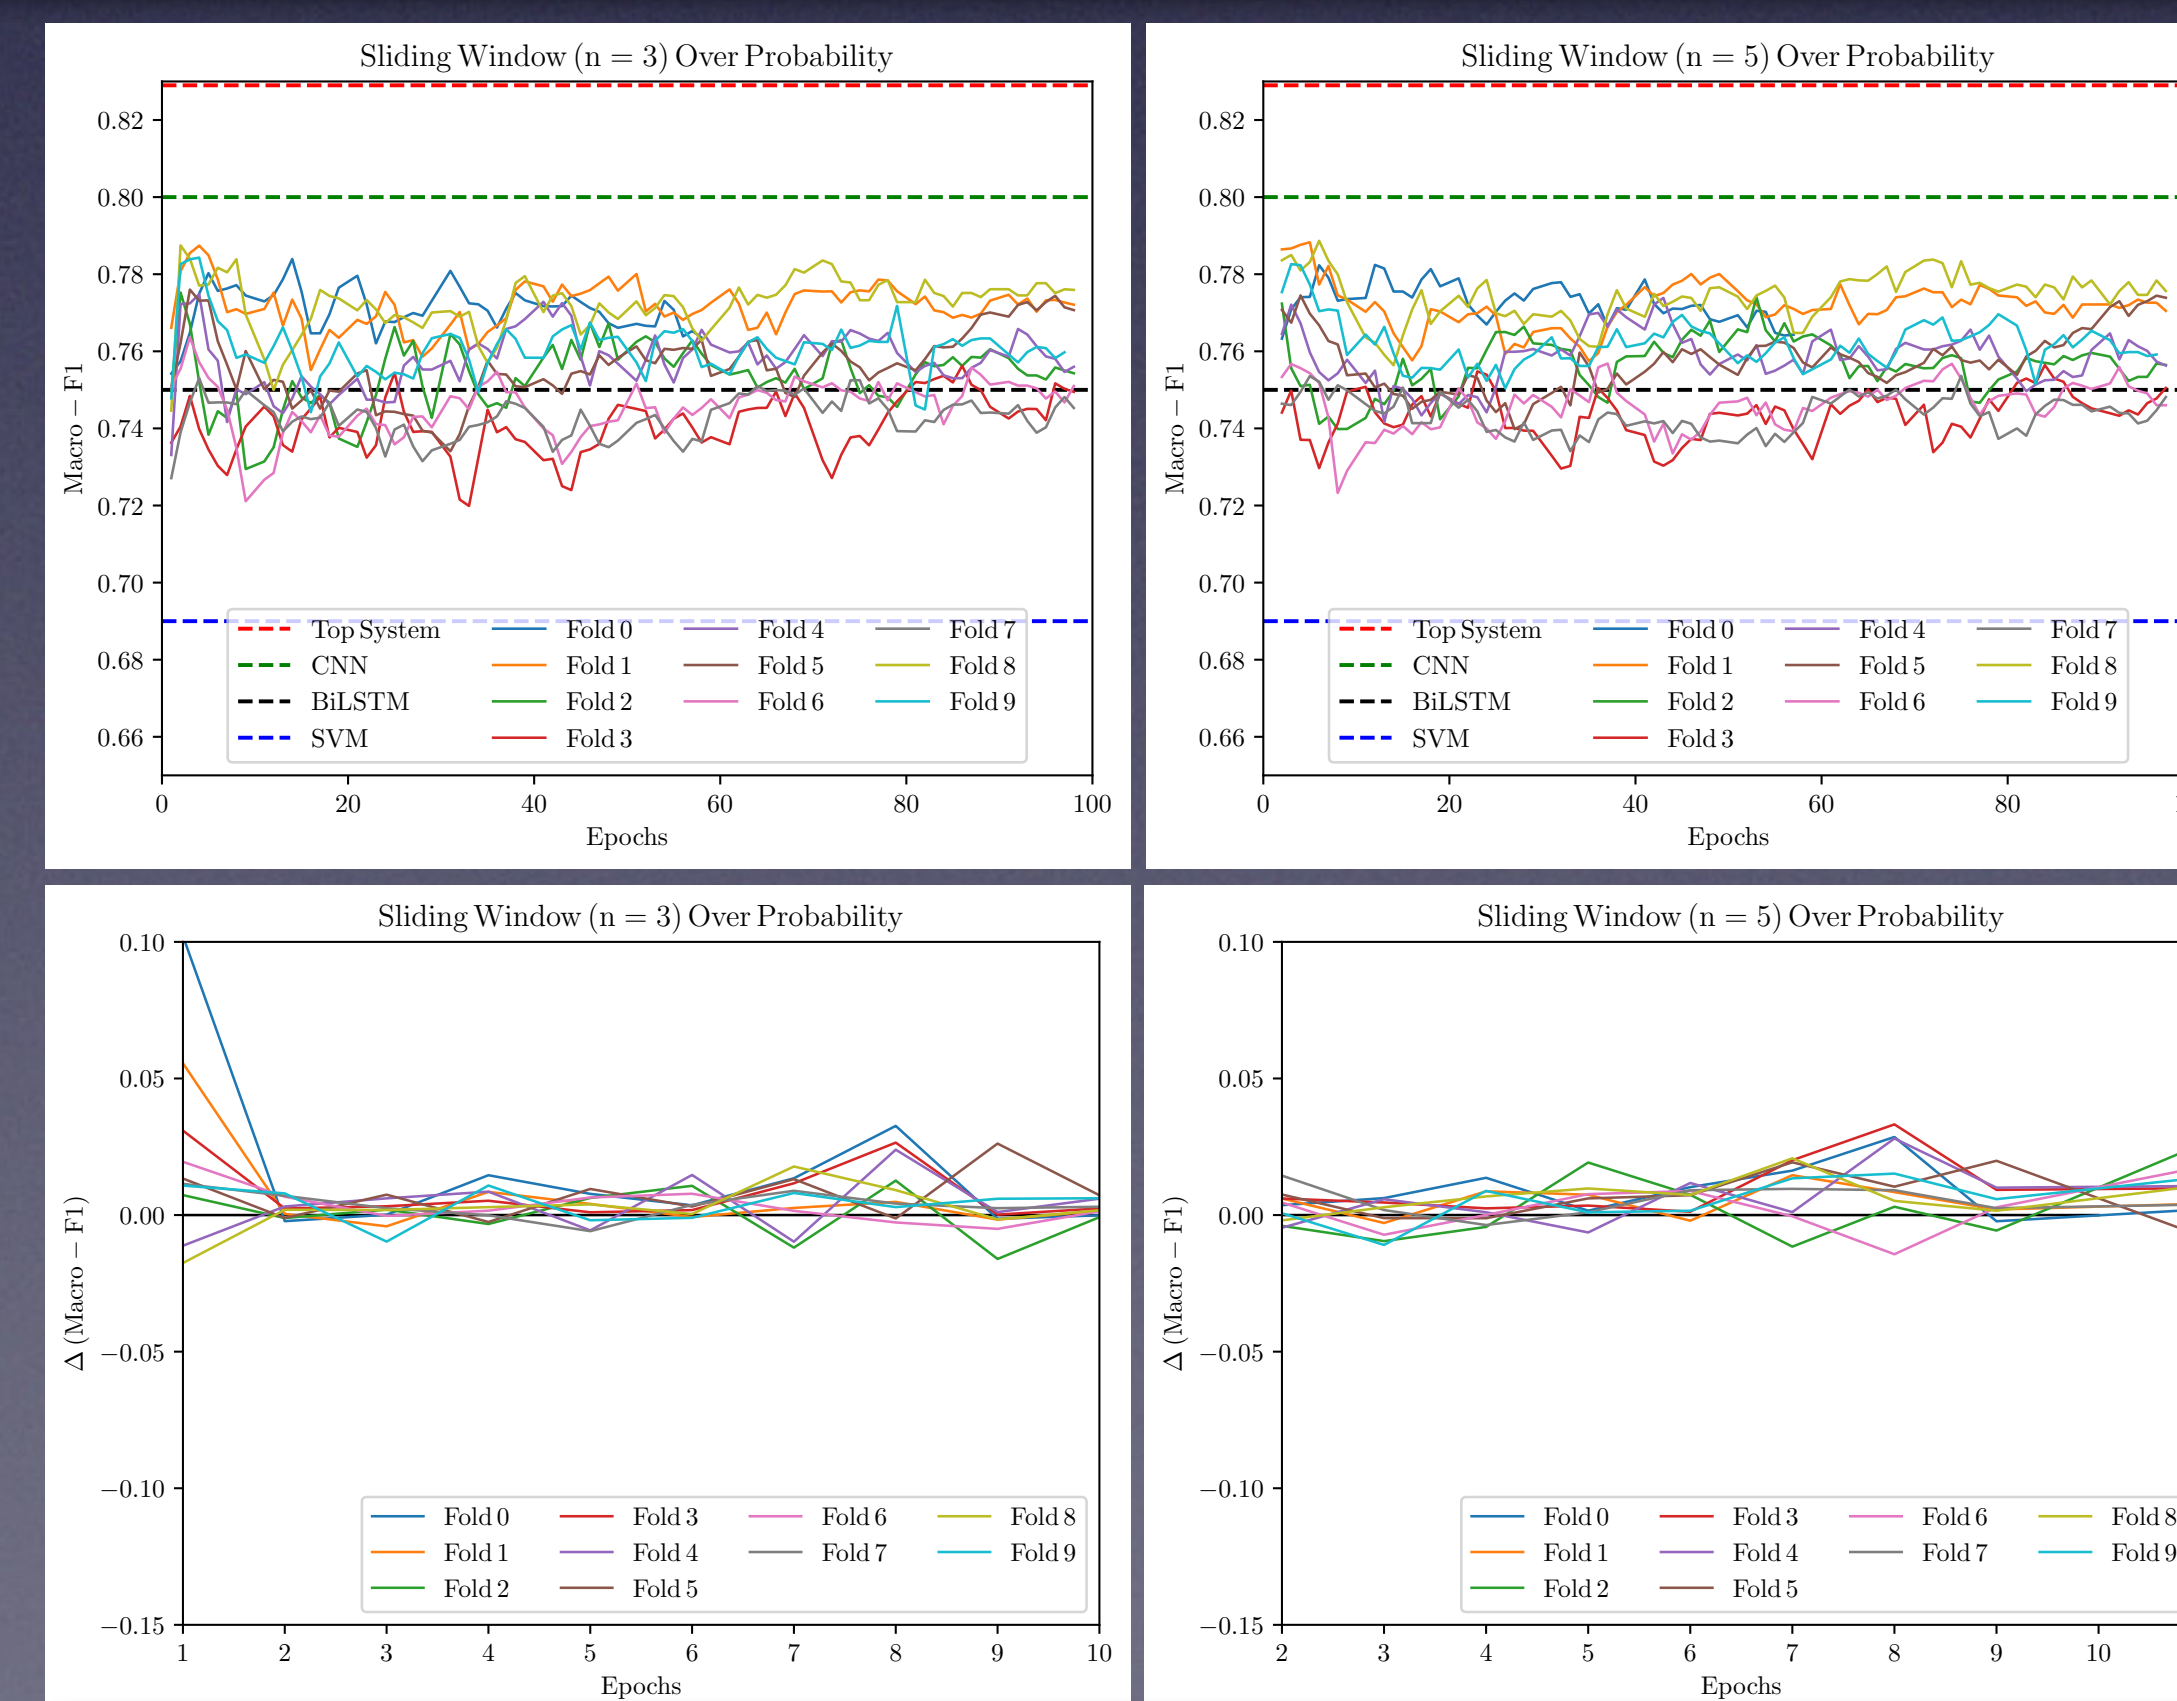 Sliding Window (n = 3) Over Probability
Macro − F1
0.82
0.80
0.78
0.76
0.74
0.72
0.70
0.68
0.66
Top System
CNN
BiLSTM
SVM
Fold 0
Fold 1
Fold 2
Fold 3
Fold 4
Fold 5
Fold 6
Fold 7
Fold 8
Fold 9
0 20 40 60 80 100
Epochs
Sliding Window (n = 5) Over Probability
Macro − F1
0.82
0.80
0.78
0.76
0.74
0.72
0.70
0.68
0.66
Top System
CNN
BiLSTM
SVM
Fold 0
Fold 1
Fold 2
Fold 3
Fold 4
Fold 5
Fold 6
Fold 7
Fold 8
Fold 9
0 20 40 60 80
Epochs
Sliding Window (n = 3) Over Probability
Δ (Macro − F1)
0.10
0.05
0.00
−0.05
−0.10
−0.15
Fold 0
Fold 1
Fold 2
Fold 3
Fold 4
Fold 5
Fold 6
Fold 7
Fold 8
Fold 9
1 2 3 4 5 6 7 8 9 10
Epochs
Sliding Window (n = 5) Over Probability
Δ (Macro − F1)
0.10
0.05
0.00
−0.05
−0.10
−0.15
Fold 0
Fold 1
Fold 2
Fold 3
Fold 4
Fold 5
Fold 6
Fold 7
Fold 8
Fold 9
2 3 4 5 6 7 8 9 10
Epochs